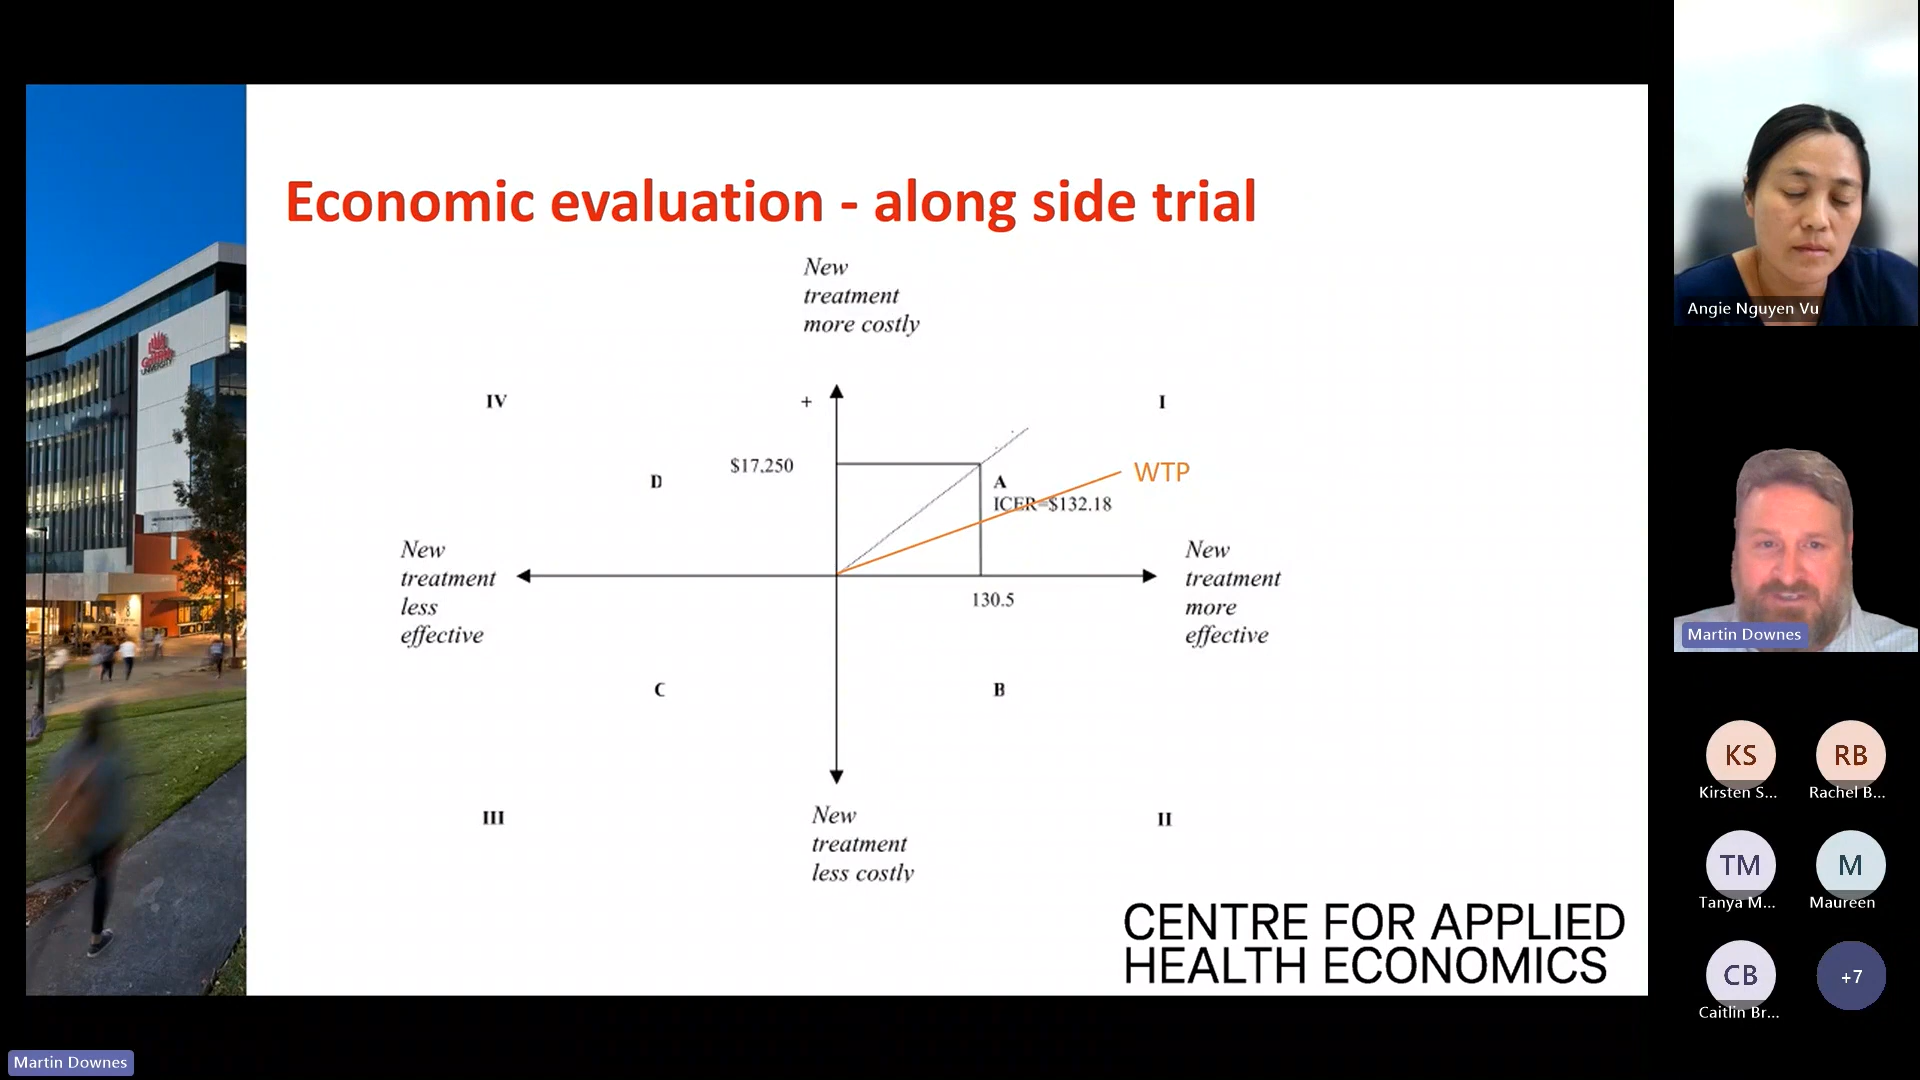 Economic evaluation - along side trial
New
treatment
more costly
IV
+
I
$17,250
D
A
WTP
ICER=$132.18
New
treatment
less
effective
New
treatment
more
effective
130.5
C
B
III
New
treatment
less costly
II
CENTRE FOR APPLIED
HEALTH ECONOMICS
Griffith
UNIVERSITY
Angie Nguyen Vu
Martin Downes
KS
Kirsten S...
RB
Rachel B...
TM
Tanya M...
M
Maureen
CB
Caitlin Br...
+7
Martin Downes